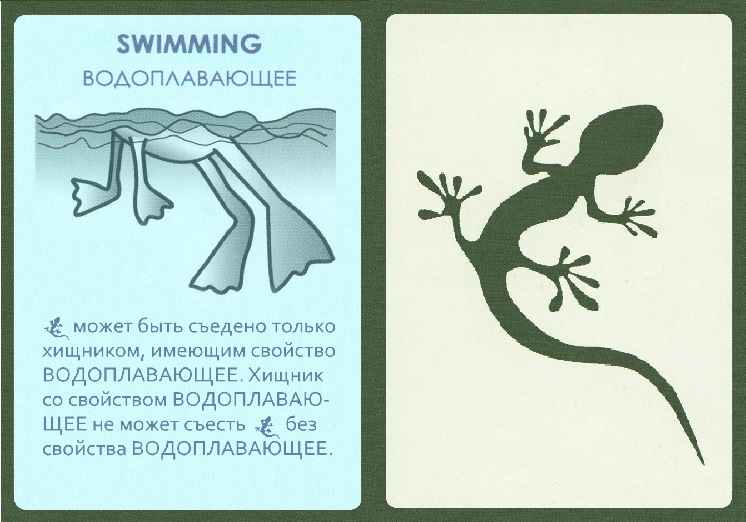 SWIMMING
ВОДОПЛАВАЮЩЕЕ
может быть съедено только
хищником, имеющим свойство
ВОДОПЛАВАЮЩЕЕ. Хищник
со свойством ВОДОПЛАВАЮ-
ЩЕЕ не может съесть без
свойства ВОДОПЛАВАЮЩЕЕ.